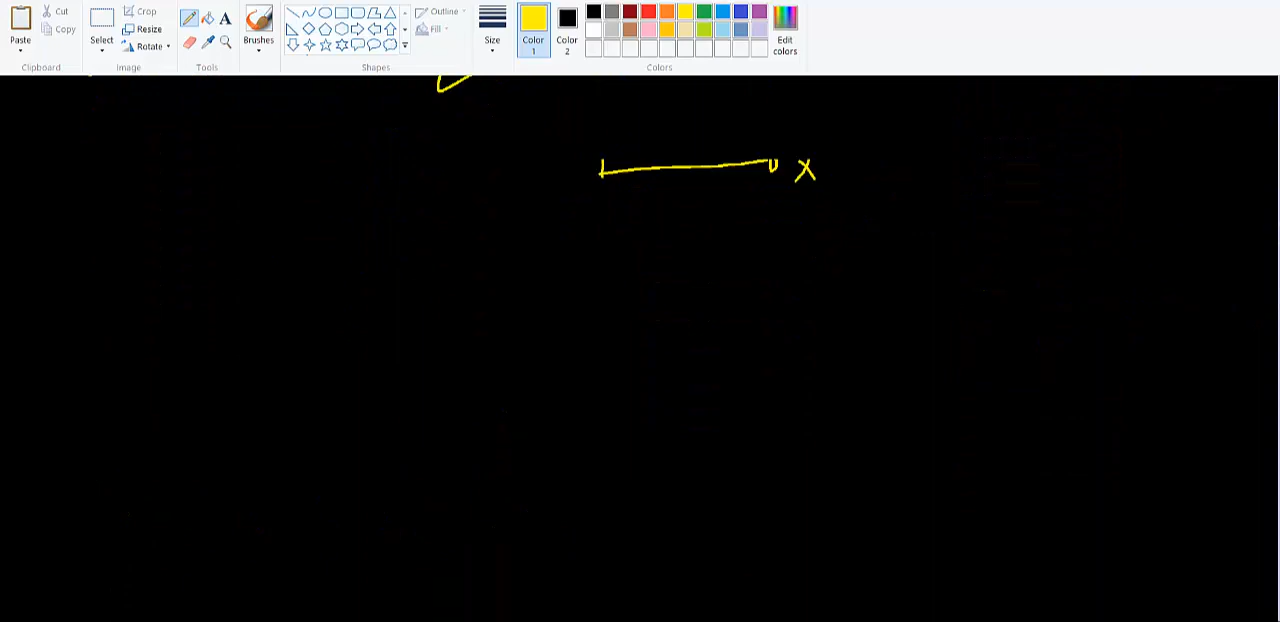 Cut
Crop
Outline
Copy
Resize
Fill
Paste
Select
Rotate
Brushes
Size
Color 1
Color 2
Edit colors
Clipboard
Image
Tools
Shapes
Colors
A
X